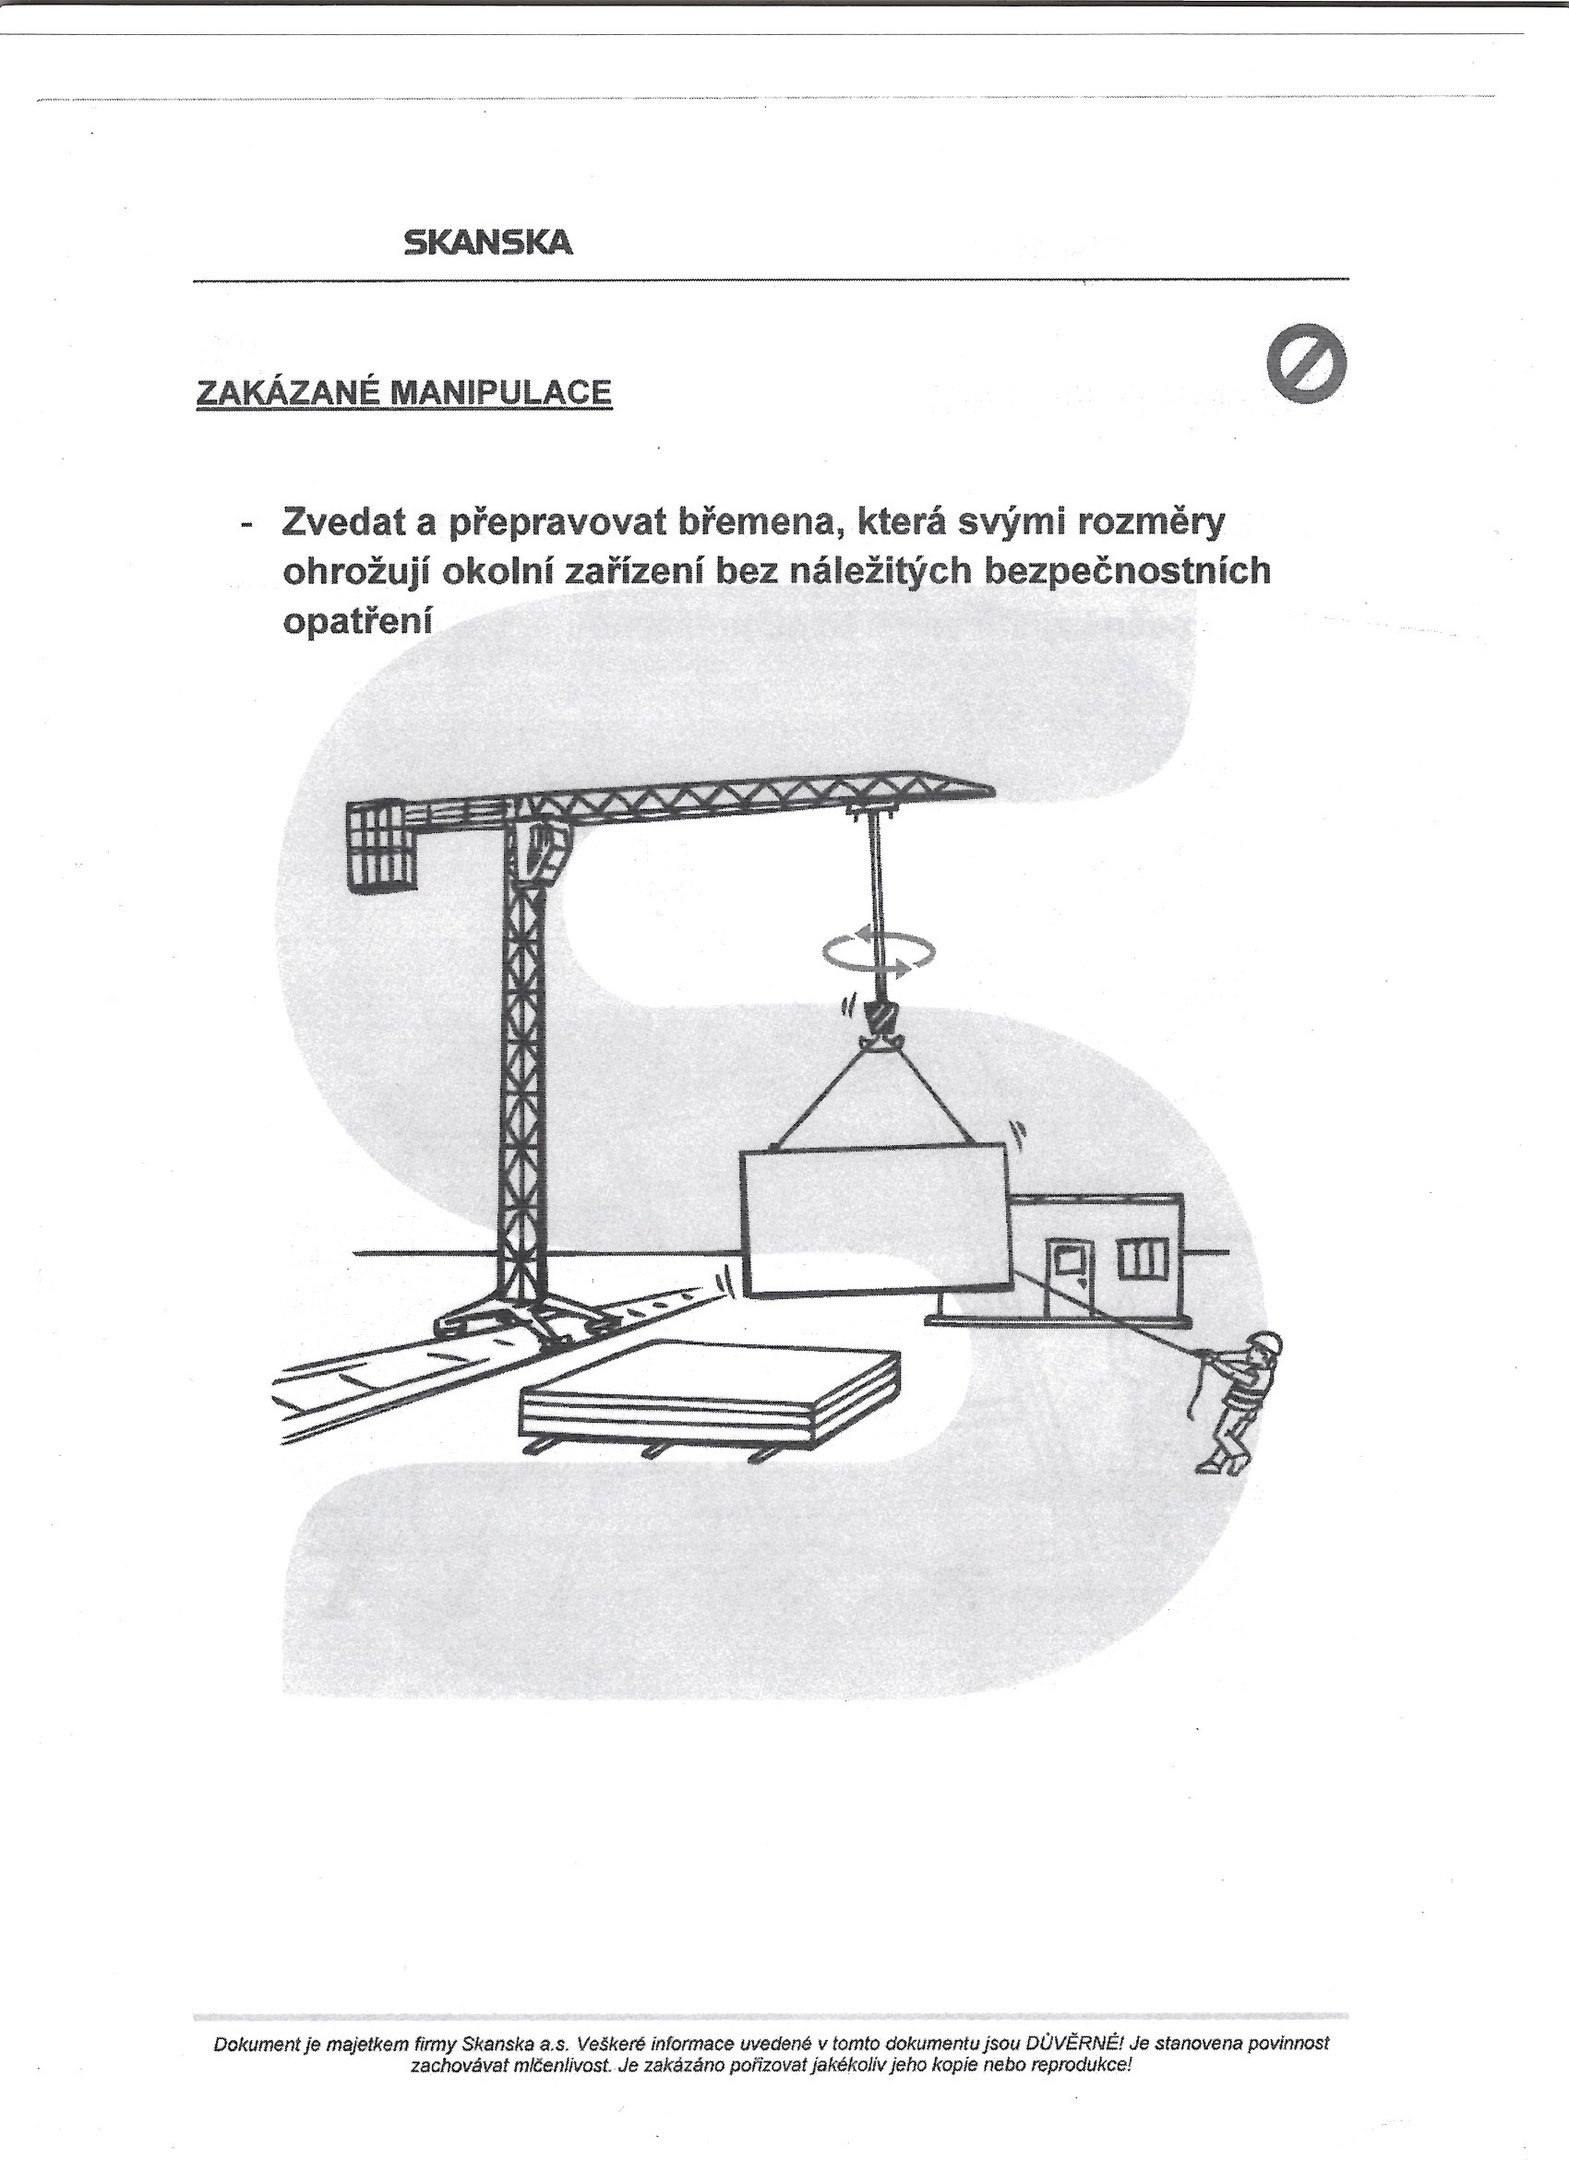 SKANSKA
ZAKÁZANÉ MANIPULACE
- Zvedat a přepravovat břemena, která svými rozměry
ohrožují okolní zařízení bez náležitých bezpečnostních
opatření
Dokument je majetkem firmy Skanska a.s. Veškeré informace uvedené v tomto dokumentu jsou DŮVĚRNÉ! Je stanovena povinnost
zachovávat mlčenlivost. Je zakázáno pořizovat jakékoliv jeho kopie nebo reprodukce!